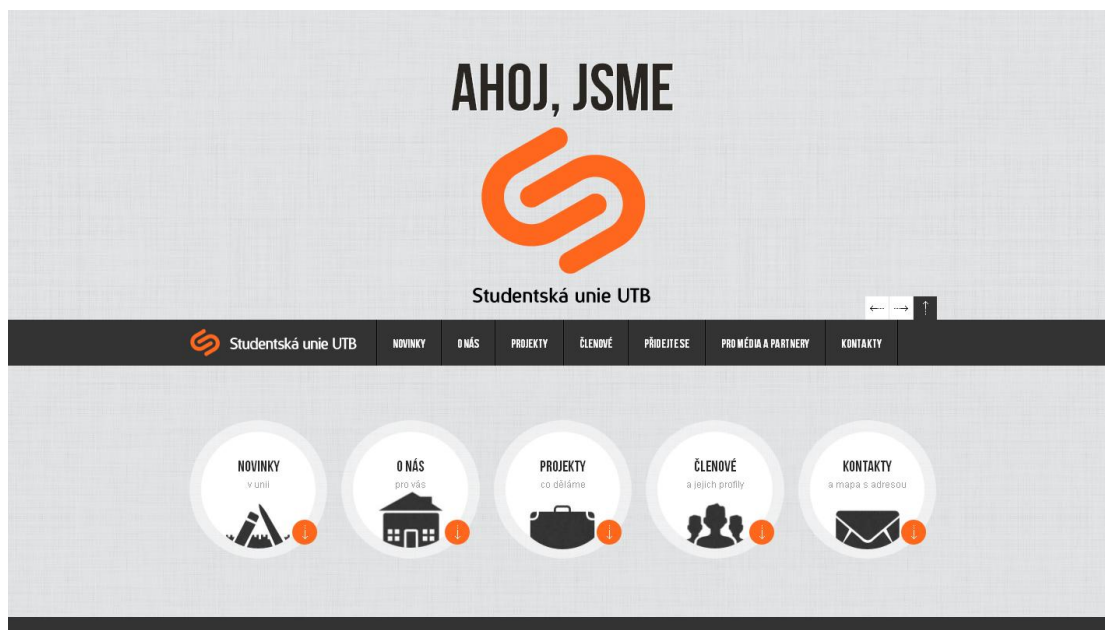 AHOJ, JSME
Studentská unie UTB
Studentská unie UTB NOVINKY O NÁS PROJEKTY ČLENOVÉ PŘIDEJTE SE PRO MÉDIA A PARTNERY KONTAKTY
NOVINKY
v unii
O NÁS
pro vás
PROJEKTY
co děláme
ČLENOVÉ
a jejich profily
KONTAKTY
a mapa s adresou